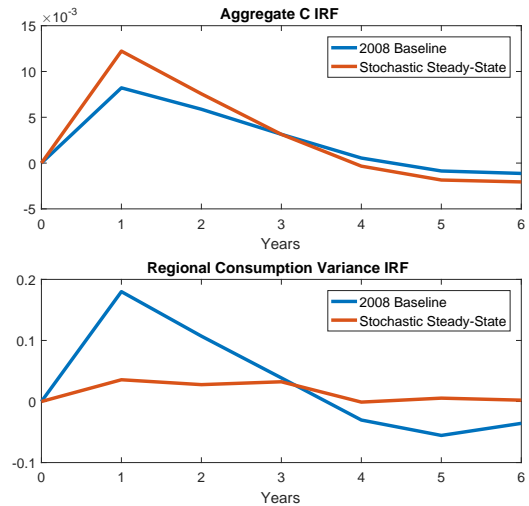 Aggregate C IRF
×10-3
15
10
5
0
-5
2008 Baseline
Stochastic Steady-State
0 1 2 3 4 5 6
Years
Regional Consumption Variance IRF
0.2
0.1
0
-0.1
2008 Baseline
Stochastic Steady-State
0 1 2 3 4 5 6
Years